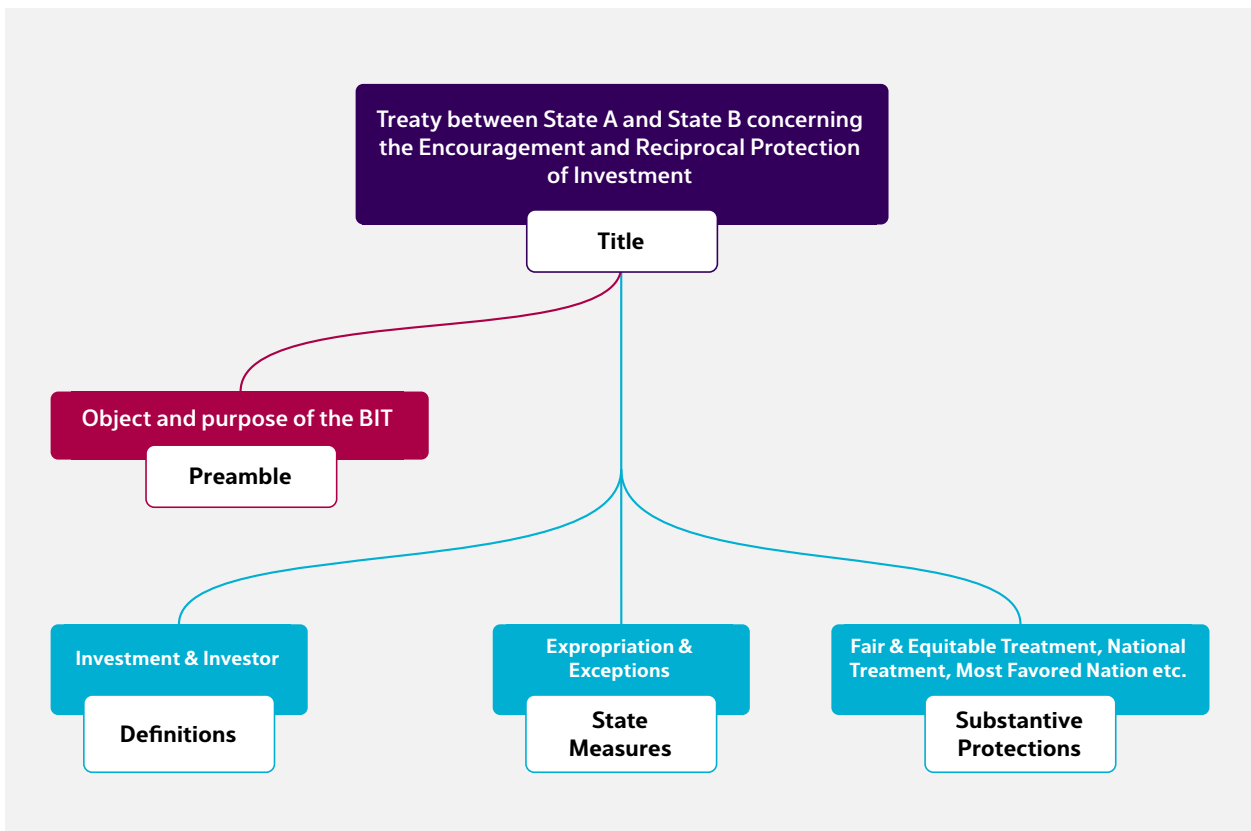 Treaty between State A and State B concerning
the Encouragement and Reciprocal Protection
of Investment
Title
Object and purpose of the BIT
Preamble
Investment & Investor
Definitions
Expropriation &
Exceptions
State
Measures
Fair & Equitable Treatment, National
Treatment, Most Favored Nation etc.
Substantive
Protections